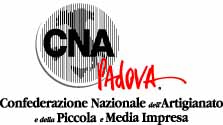 CNA
PADOVA
Confederazione Nazionale dell'Artigianato
e della Piccola e Media Impresa